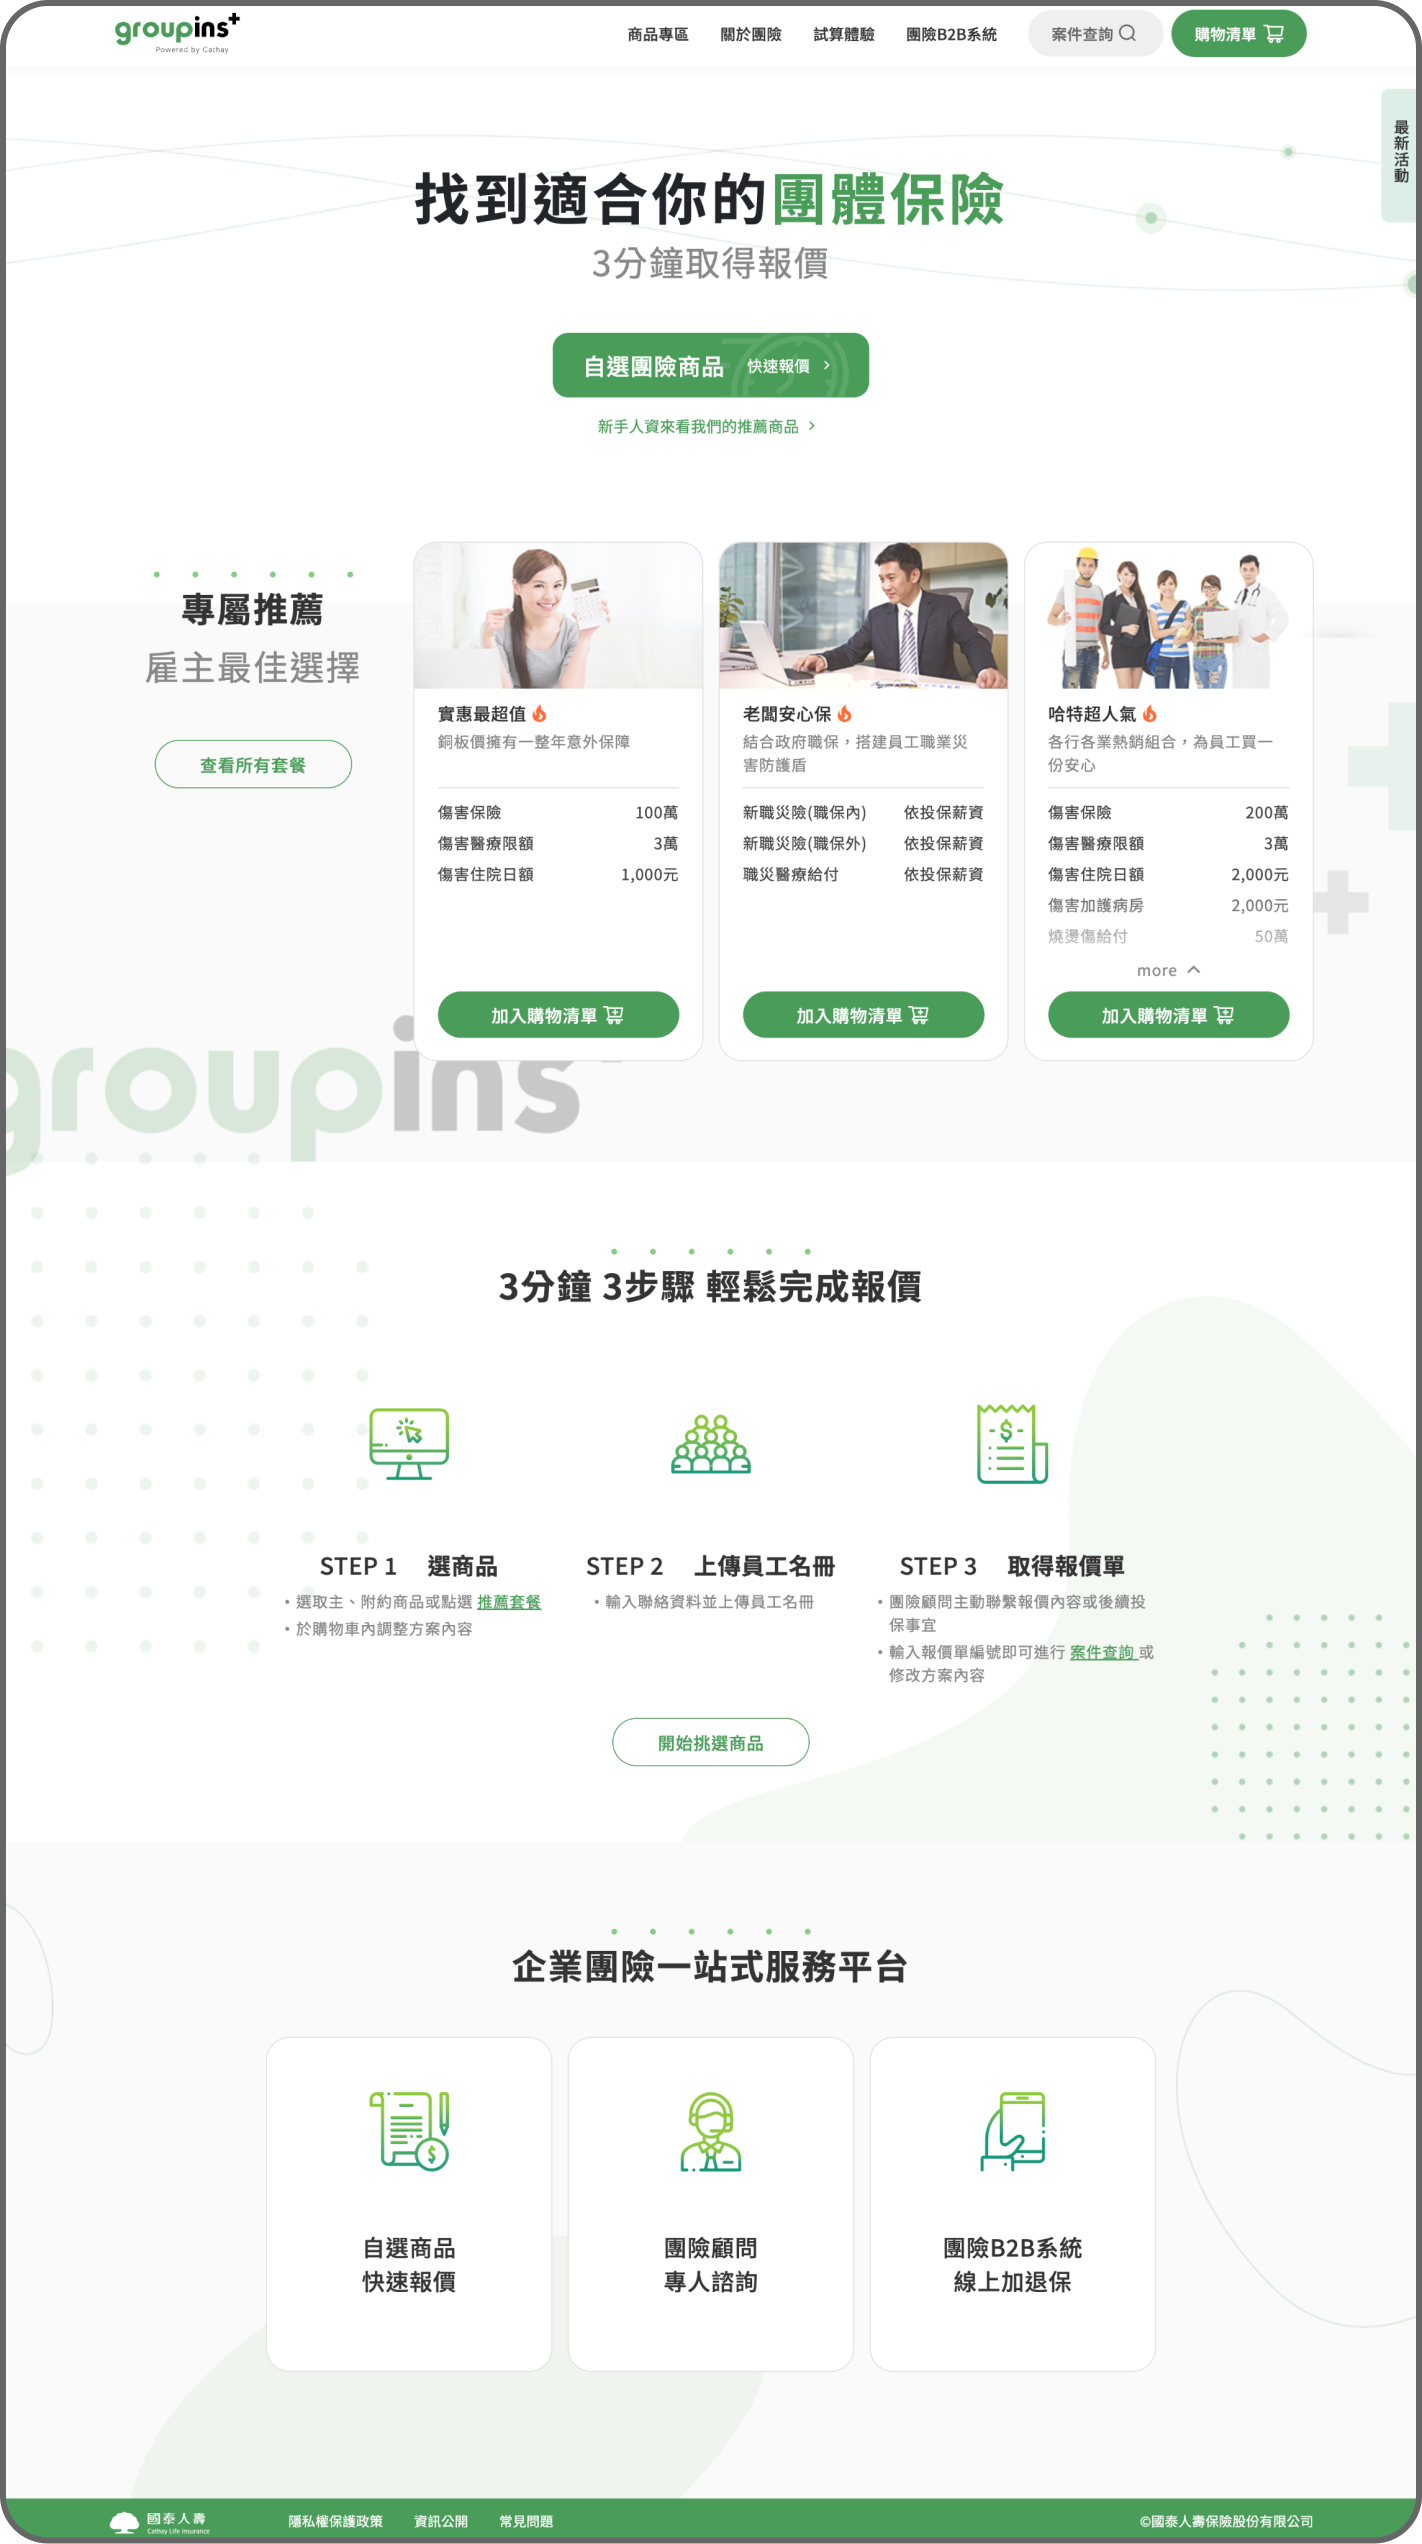 groupins+
Powered by Cathay
商品專區
關於團險
試算體驗
團險B2B系統
案件查詢
購物清單
最新活動
找到適合你的團體保險
3分鐘取得報價
自選團險商品 快速報價
新手人資來看我們的推薦商品
專屬推薦
雇主最佳選擇
查看所有套餐
實惠最超值
銅板價擁有一整年意外保障
傷害保險 100萬
傷害醫療限額 3萬
傷害住院日額 1,000元
加入購物清單
老闆安心保
結合政府職保，搭建員工職業災
害防護盾
新職災險(職保內) 依投保薪資
新職災險(職保外) 依投保薪資
職災醫療給付 依投保薪資
加入購物清單
哈特超人氣
各行各業熱銷組合，為員工買一
份安心
傷害保險 200萬
傷害醫療限額 3萬
傷害住院日額 2,000元
傷害加護病房 2,000元
燒燙傷給付 50萬
more
加入購物清單
groupins
3分鐘 3步驟 輕鬆完成報價
STEP 1 選商品
・選取主、附約商品或點選 推薦套餐
・於購物車內調整方案內容
STEP 2 上傳員工名冊
・輸入聯絡資料並上傳員工名冊
STEP 3 取得報價單
・團險顧問主動聯繫報價內容或後續投
保事宜
・輸入報價單編號即可進行 案件查詢 或
修改方案內容
開始挑選商品
企業團險一站式服務平台
自選商品
快速報價
團險顧問
專人諮詢
團險B2B系統
線上加退保
國泰人壽
Cathay Life Insurance
隱私權保護政策
資訊公開
常見問題
©國泰人壽保險股份有限公司